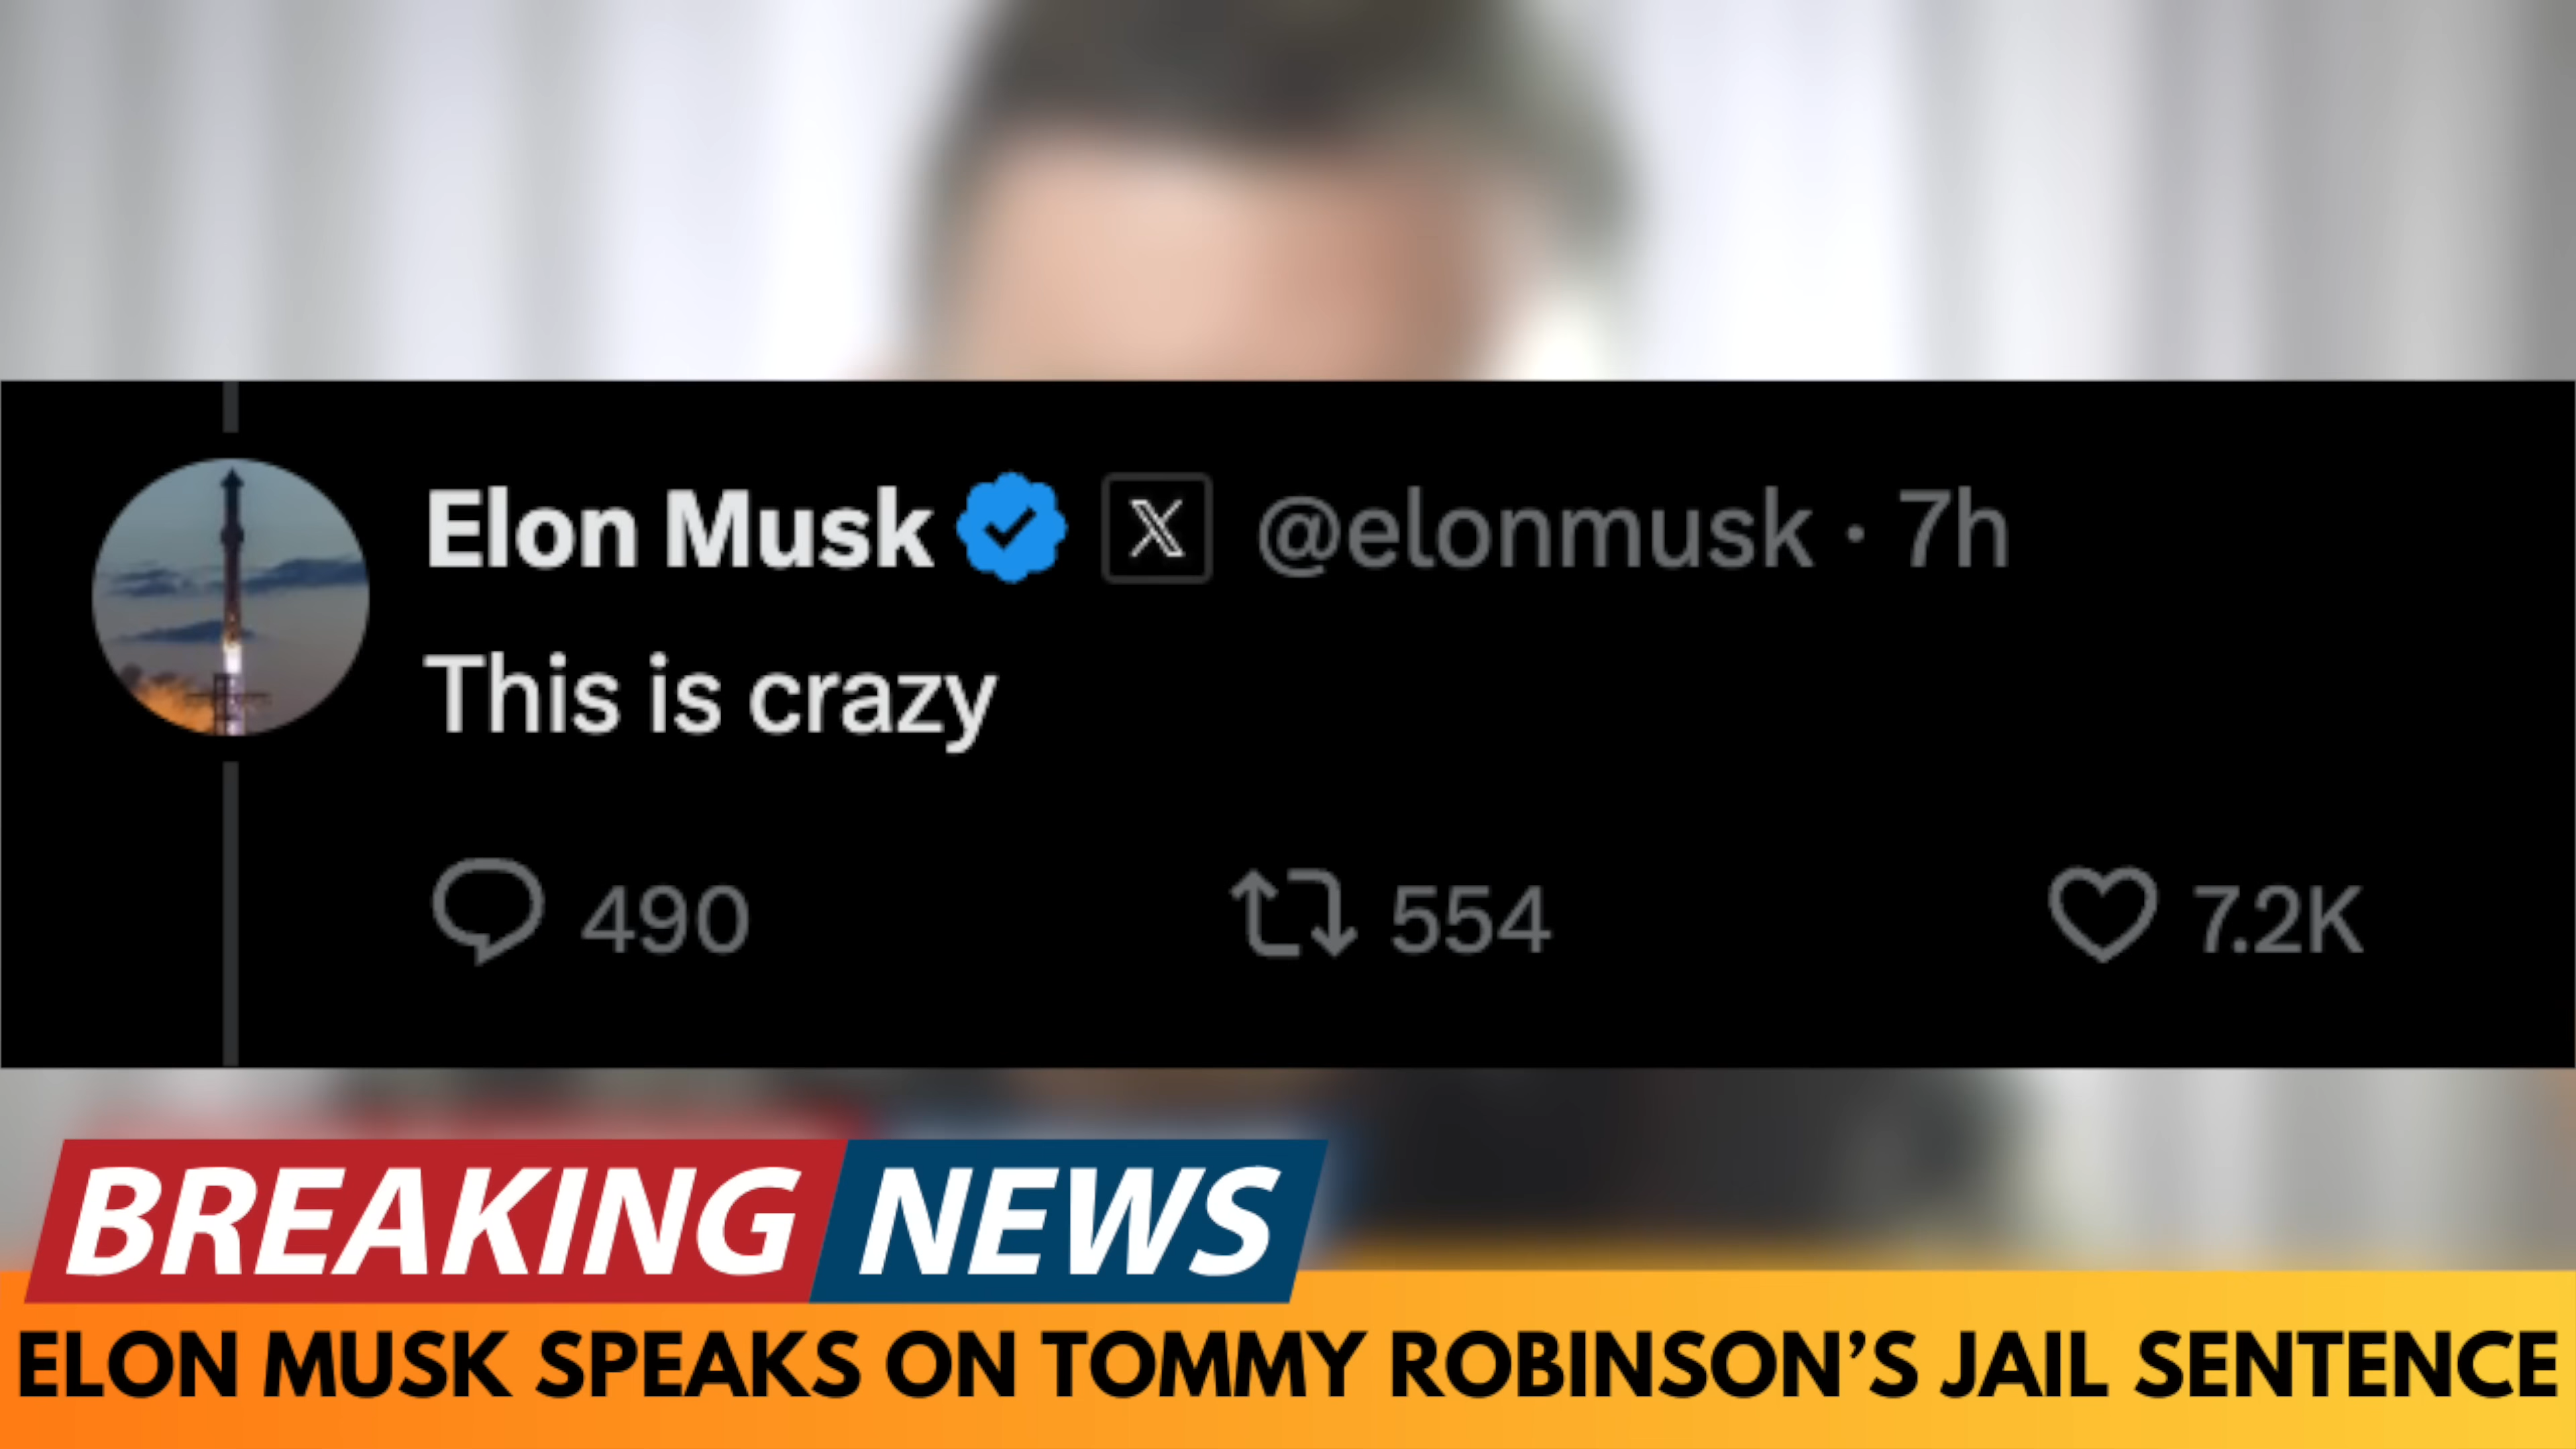 Elon Musk @elonmusk · 7h
This is crazy
490 554 7.2K
BREAKING NEWS
ELON MUSK SPEAKS ON TOMMY ROBINSON’S JAIL SENTENCE